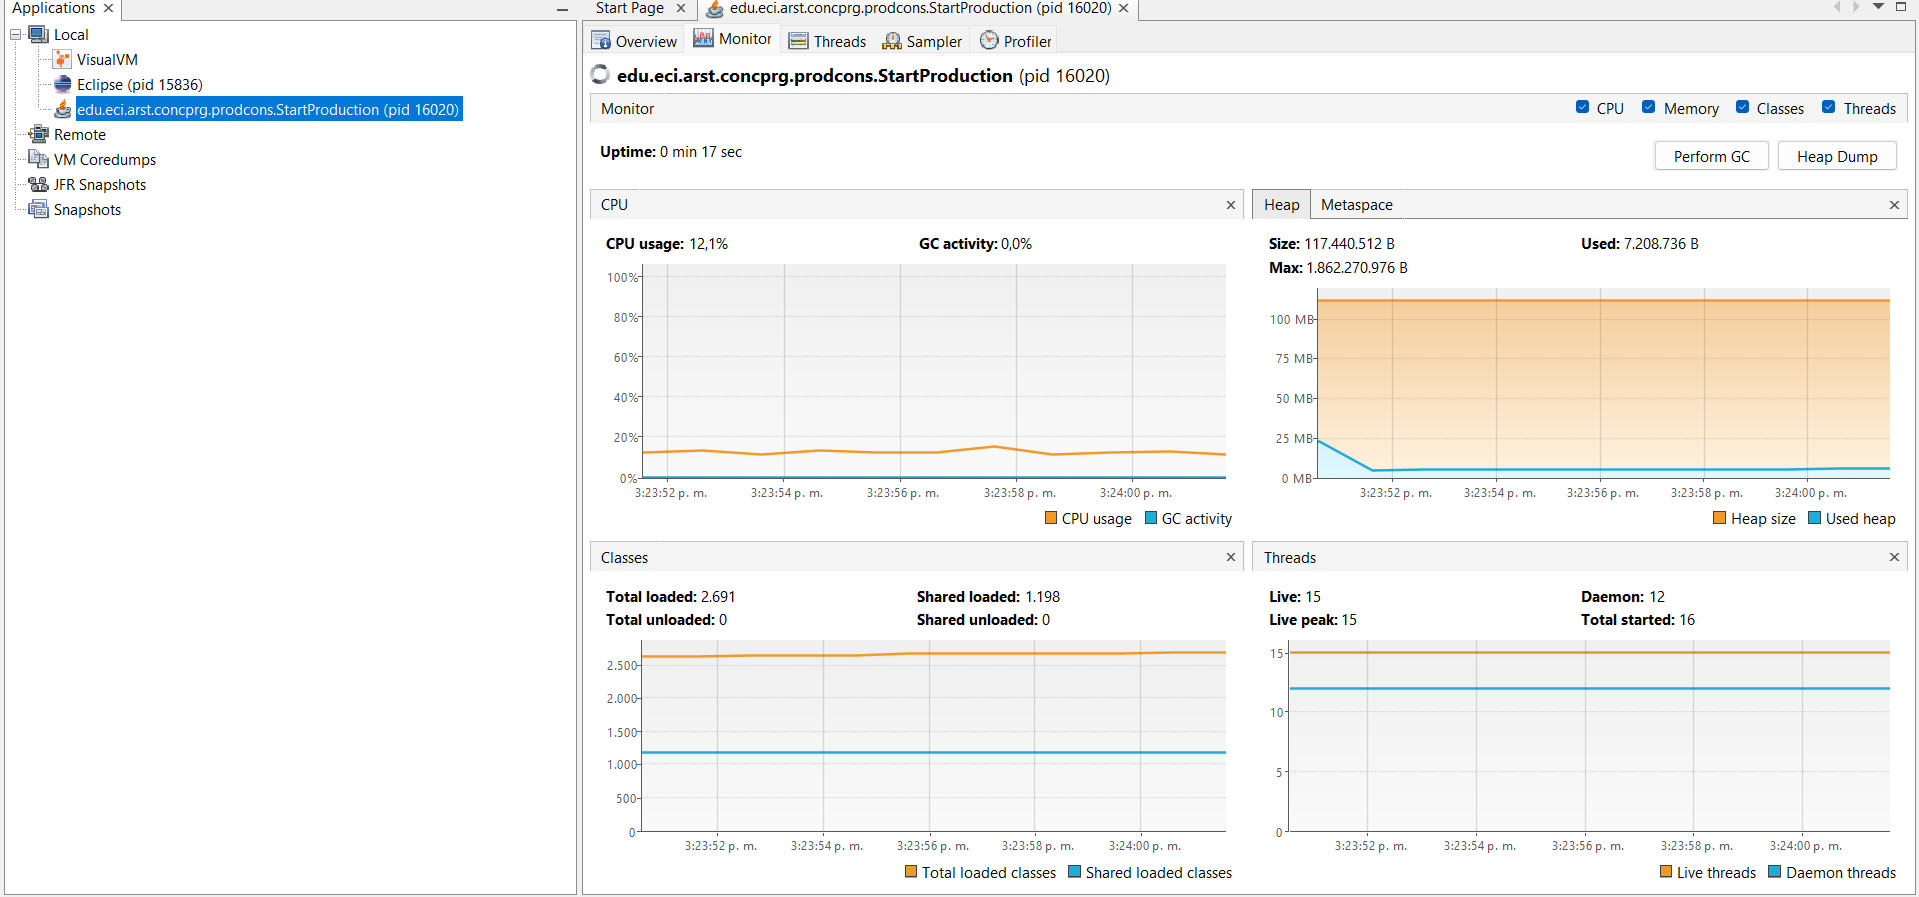 Applications
Local
VisualVM
Eclipse (pid 15836)
edu.eci.arst.concprg.prodcons.StartProduction (pid 16020)
Remote
VM Coredumps
JFR Snapshots
Snapshots
Start Page
edu.eci.arst.concprg.prodcons.StartProduction (pid 16020)
Overview Monitor Threads Sampler Profiler
edu.eci.arst.concprg.prodcons.StartProduction (pid 16020)
Monitor CPU Memory Classes Threads
Uptime: 0 min 17 sec
Perform GC Heap Dump
CPU
CPU usage: 12,1% GC activity: 0,0%
100%
80%
60%
40%
20%
0%
3:23:52 p. m. 3:23:54 p. m. 3:23:56 p. m. 3:23:58 p. m. 3:24:00 p. m.
CPU usage GC activity
Heap Metaspace
Size: 117.440.512 B Used: 7.208.736 B
Max: 1.862.270.976 B
100 MB
75 MB
50 MB
25 MB
0 MB
3:23:52 p. m. 3:23:54 p. m. 3:23:56 p. m. 3:23:58 p. m. 3:24:00 p. m.
Heap size Used heap
Classes
Total loaded: 2.691 Shared loaded: 1.198
Total unloaded: 0 Shared unloaded: 0
2.500
2.000
1.500
1.000
500
0
3:23:52 p. m. 3:23:54 p. m. 3:23:56 p. m. 3:23:58 p. m. 3:24:00 p. m.
Total loaded classes Shared loaded classes
Threads
Live: 15 Daemon: 12
Live peak: 15 Total started: 16
15
10
5
0
3:23:52 p. m. 3:23:54 p. m. 3:23:56 p. m. 3:23:58 p. m. 3:24:00 p. m.
Live threads Daemon threads